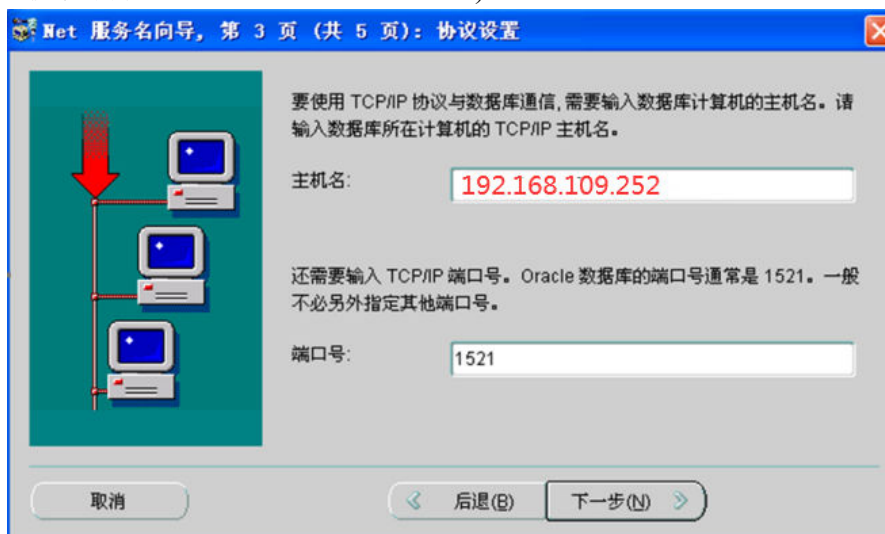 Net 服务名向导, 第 3 页 (共 5 页): 协议设置
要使用 TCP/IP 协议与数据库通信, 需要输入数据库计算机的主机名。请
输入数据库所在计算机的 TCP/IP 主机名。
主机名:
192.168.109.252
还需要输入 TCP/IP 端口号。Oracle 数据库的端口号通常是 1521。一般
不必另外指定其他端口号。
端口号:
1521
取消
后退(B)
下一步(N)